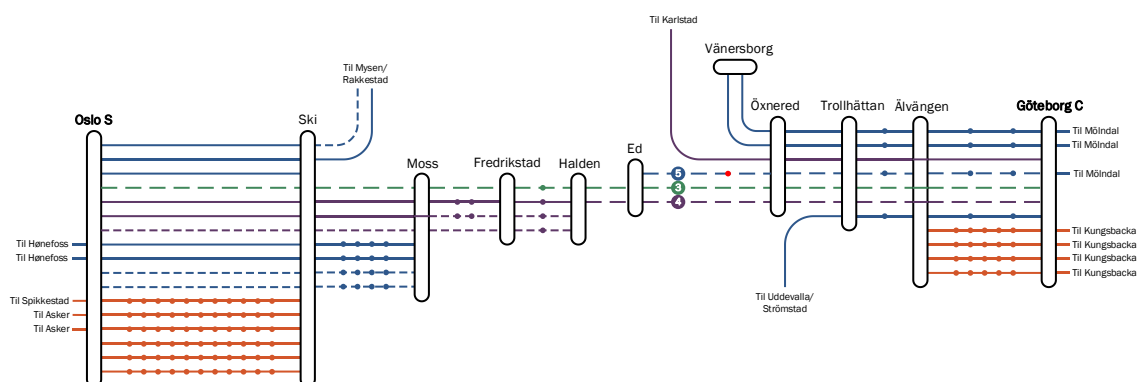 Til Karlstad
Vänersborg
Til Mysen/
Rakkestad
Oslo S
Ski
Öxnered
Trollhättan
Älvängen
Göteborg C
Til Mölndal
Til Mölndal
Moss
Fredrikstad
Halden
Ed
5
Til Mölndal
3
4
Til Hønefoss
Til Hønefoss
Til Kungsbacka
Til Kungsbacka
Til Kungsbacka
Til Kungsbacka
Til Spikkestad
Til Asker
Til Asker
Til Uddevalla/
Strömstad